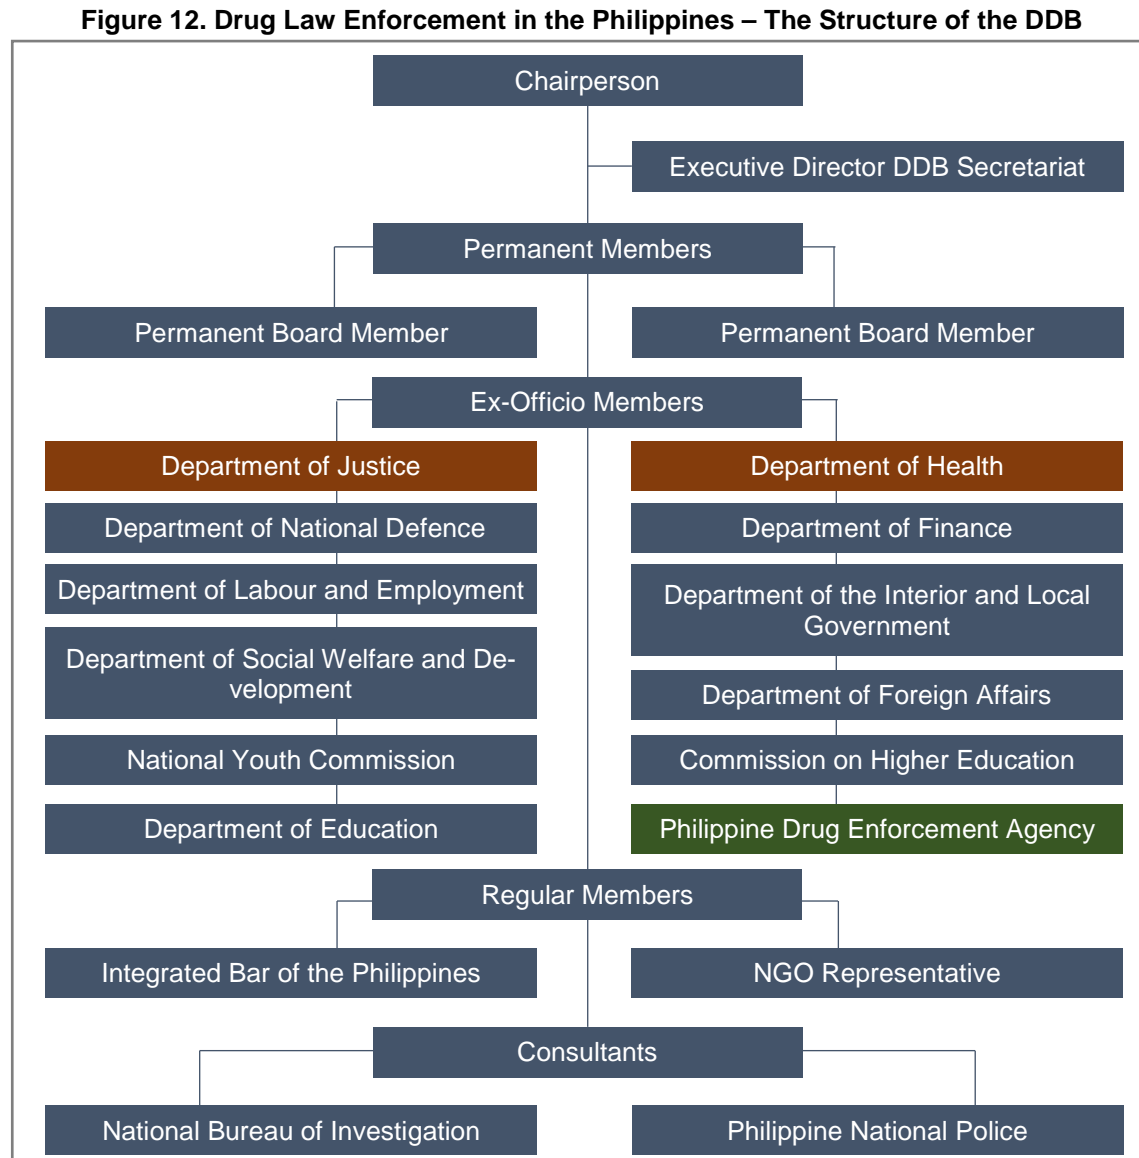 Figure 12. Drug Law Enforcement in the Philippines – The Structure of the DDB
Chairperson
Executive Director DDB Secretariat
Permanent Members
Permanent Board Member
Permanent Board Member
Ex-Officio Members
Department of Justice
Department of Health
Department of National Defence
Department of Finance
Department of Labour and Employment
Department of the Interior and Local
Government
Department of Social Welfare and De-
velopment
Department of Foreign Affairs
National Youth Commission
Commission on Higher Education
Department of Education
Philippine Drug Enforcement Agency
Regular Members
Integrated Bar of the Philippines
NGO Representative
Consultants
National Bureau of Investigation
Philippine National Police